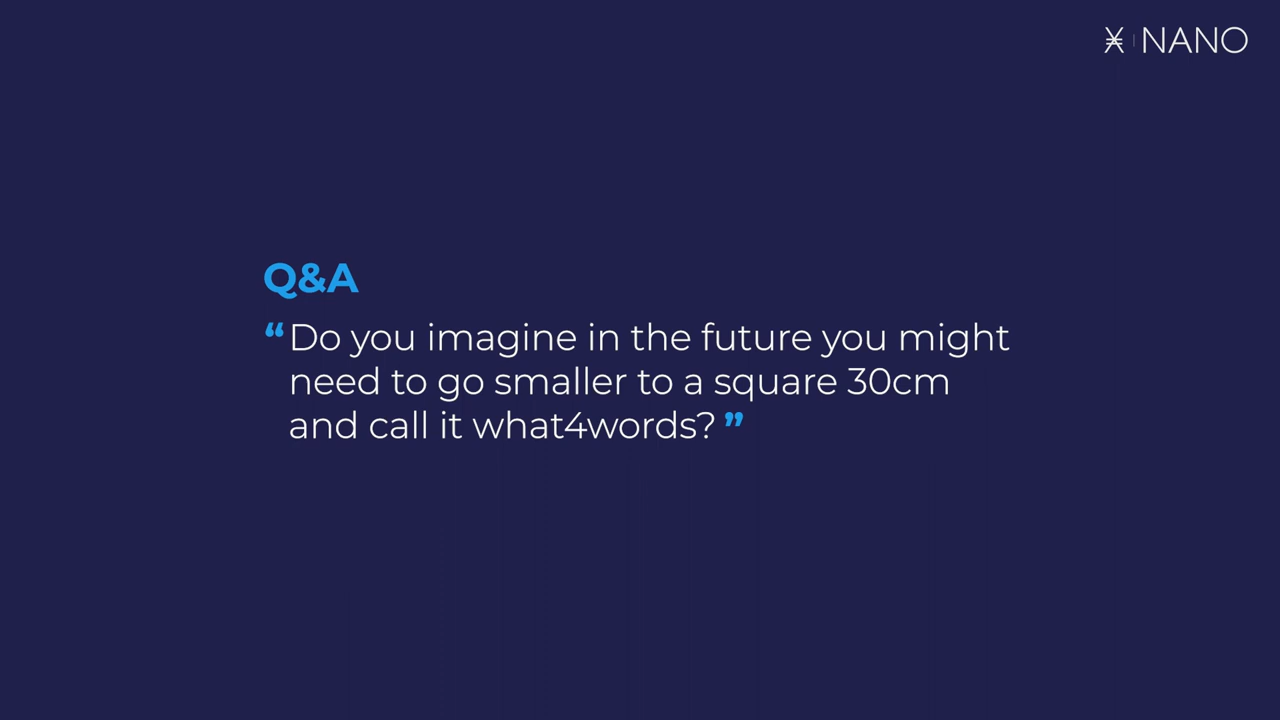 NANO
Q&A
“Do you imagine in the future you might
need to go smaller to a square 30cm
and call it what4words?”